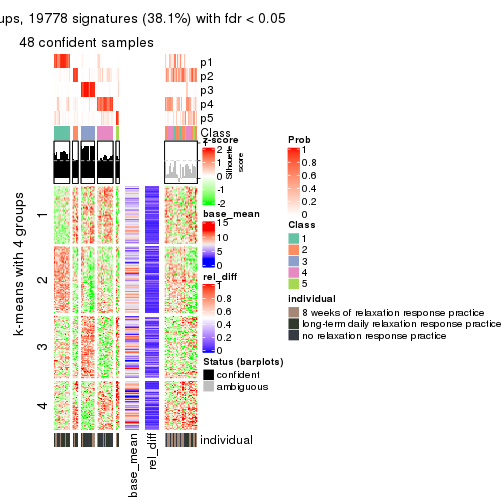 ups, 19778 signatures (38.1%) with fdr < 0.05
48 confident samples
p1
p2
p3
p4
p5
Class
Silhouette
score
k-means with 4 groups
1
2
3
4
base_mean
rel_diff
individual
z-score
2
1
0
-1
-2
base_mean
15
10
5
0
rel_diff
1
0.8
0.6
0.4
0.2
0
Status (barplots)
confident
ambiguous
Prob
1
0.8
0.6
0.4
0.2
0
Class
1
2
3
4
5
individual
8 weeks of relaxation response practice
long-term daily relaxation response practice
no relaxation response practice